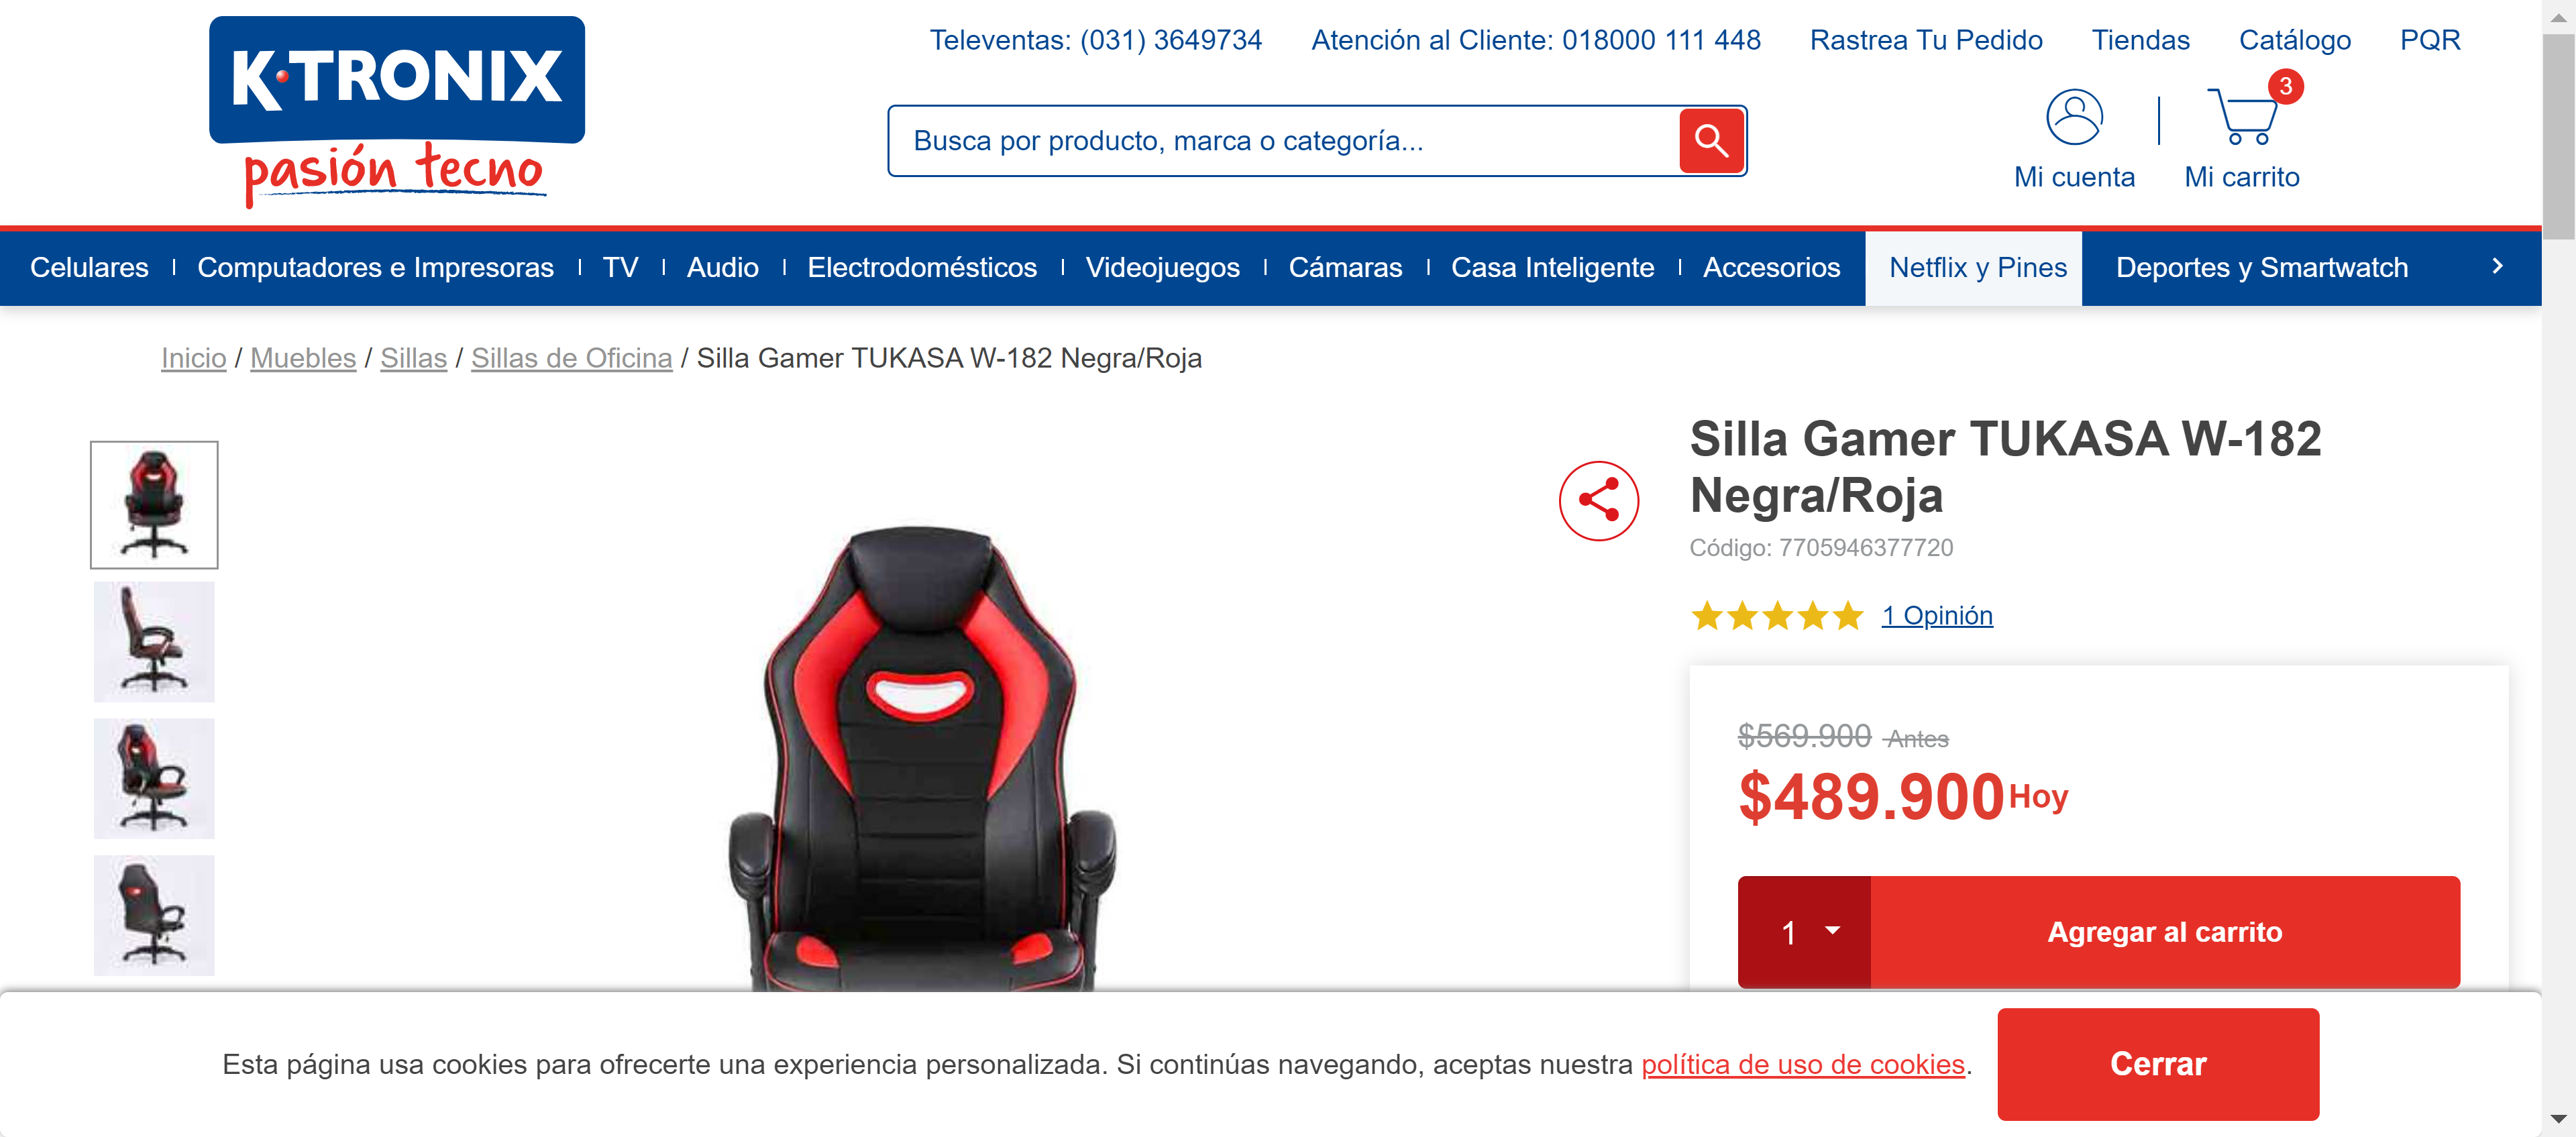 K-TRONIX
pasión tecno
Televentas: (031) 3649734 Atención al Cliente: 018000 111 448 Rastrea Tu Pedido Tiendas Catálogo PQR
Busca por producto, marca o categoría...
3
Mi cuenta Mi carrito
Celulares Computadores e Impresoras TV Audio Electrodomésticos Videojuegos Cámaras Casa Inteligente Accesorios Netflix y Pines Deportes y Smartwatch
Inicio / Muebles / Sillas / Sillas de Oficina / Silla Gamer TUKASA W-182 Negra/Roja
Silla Gamer TUKASA W-182
Negra/Roja
Código: 7705946377720
1 Opinión
$569.900 Antes
$489.900 Hoy
1 Agregar al carrito
Esta página usa cookies para ofrecerte una experiencia personalizada. Si continúas navegando, aceptas nuestra política de uso de cookies.
Cerrar